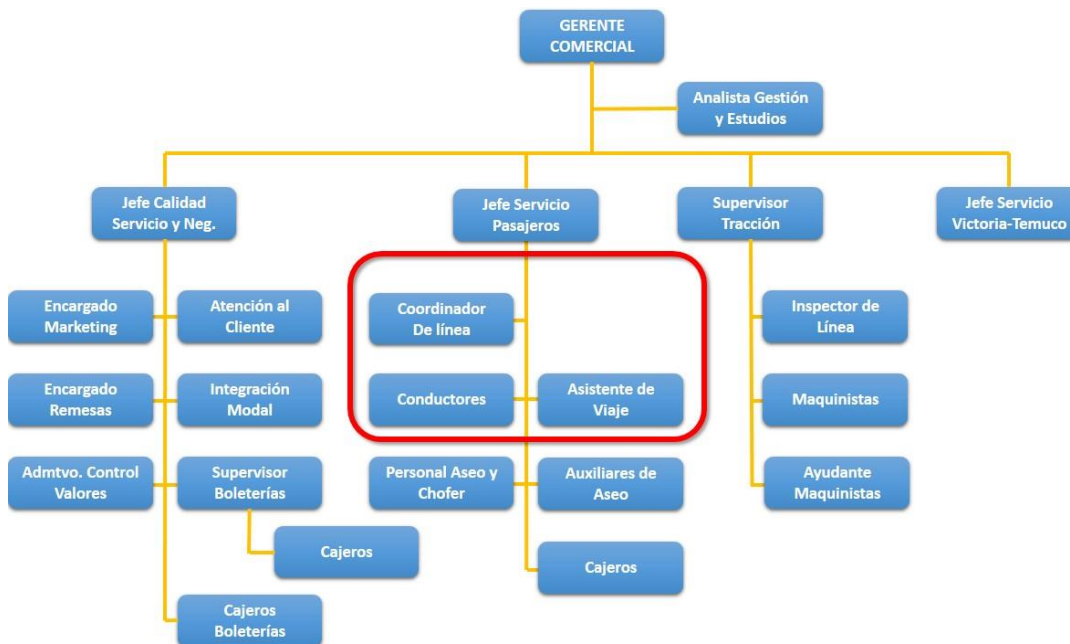 GERENTE
COMERCIAL
Analista Gestión
y Estudios
Jefe Calidad
Servicio y Neg.
Jefe Servicio
Pasajeros
Supervisor
Tracción
Jefe Servicio
Victoria-Temuco
Encargado
Marketing
Atención al
Cliente
Coordinador
De línea
Inspector de
Línea
Encargado
Remesas
Integración
Modal
Conductores
Asistente de
Viaje
Maquinistas
Admtvo. Control
Valores
Supervisor
Boleterías
Personal Aseo y
Chofer
Auxiliares de
Aseo
Ayudante
Maquinistas
Cajeros
Cajeros
Cajeros
Boleterías